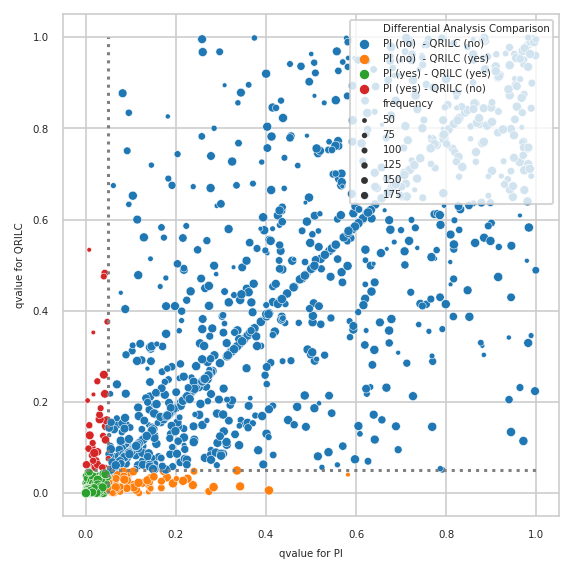 Differential Analysis Comparison
PI (no)  - QRILC (no)
PI (no)  - QRILC (yes)
PI (yes) - QRILC (yes)
PI (yes) - QRILC (no)
frequency
50
75
100
125
150
175
1.0
0.8
0.6
0.4
0.2
0.0
qvalue for QRILC
0.0 0.2 0.4 0.6 0.8 1.0
qvalue for PI